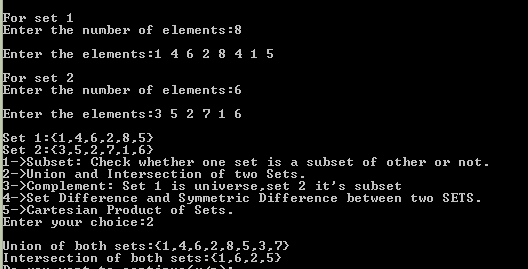 For set 1
Enter the number of elements:8
Enter the elements:1 4 6 2 8 4 1 5
For set 2
Enter the number of elements:6
Enter the elements:3 5 2 7 1 6
Set 1:{1,4,6,2,8,5}
Set 2:{3,5,2,7,1,6}
1->Subset: Check whether one set is a subset of other or not.
2->Union and Intersection of two Sets.
3->Complement: Set 1 is universe,set 2 it's subset
4->Set Difference and Symmetric Difference between two SETS.
5->Cartesian Product of Sets.
Enter your choice:2
Union of both sets:{1,4,6,2,8,5,3,7}
Intersection of both sets:{1,6,2,5}
Do you want to continue(y/n):